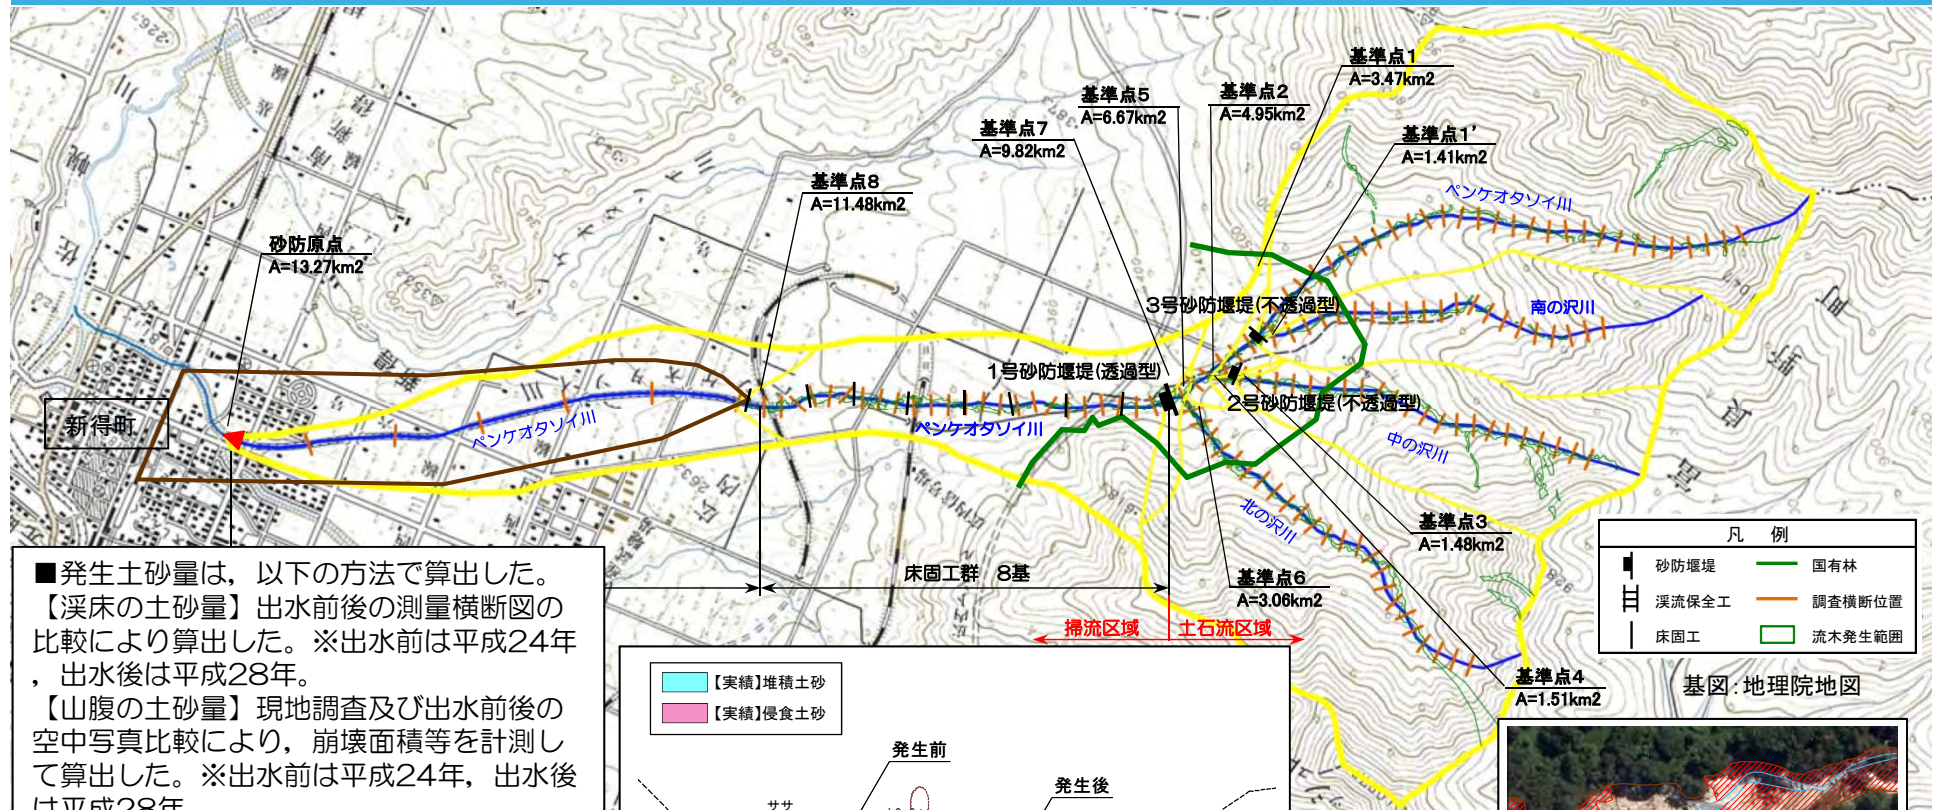 基準点1
A=3.47km2
基準点5
A=6.67km2
基準点2
A=4.95km2
基準点7
A=9.82km2
基準点1’
A=1.41km2
基準点8
A=11.48km2
ペンケオタソイ川
砂防原点
A=13.27km2
3号砂防堰堤(不透過型)
南の沢川
1号砂防堰堤(透過型)
2号砂防堰堤(不透過型)
新得町
ペンケオタソイ川
ペンケオタソイ川
中の沢川
北の沢川
基準点3
A=1.48km2
床固工群 8基
基準点6
A=3.06km2
掃流区域
土石流区域
基準点4
A=1.51km2
凡 例
砂防堰堤
国有林
渓流保全工
調査横断位置
床固工
流木発生範囲
基図:地理院地図
■発生土砂量は，以下の方法で算出した。
【渓床の土砂量】出水前後の測量横断図の
比較により算出した。※出水前は平成24年
，出水後は平成28年。
【山腹の土砂量】現地調査及び出水前後の
空中写真比較により，崩壊面積等を計測し
て算出した。※出水前は平成24年，出水後
は平成28年
【実績】堆積土砂
【実績】侵食土砂
発生前
発生後
ササ